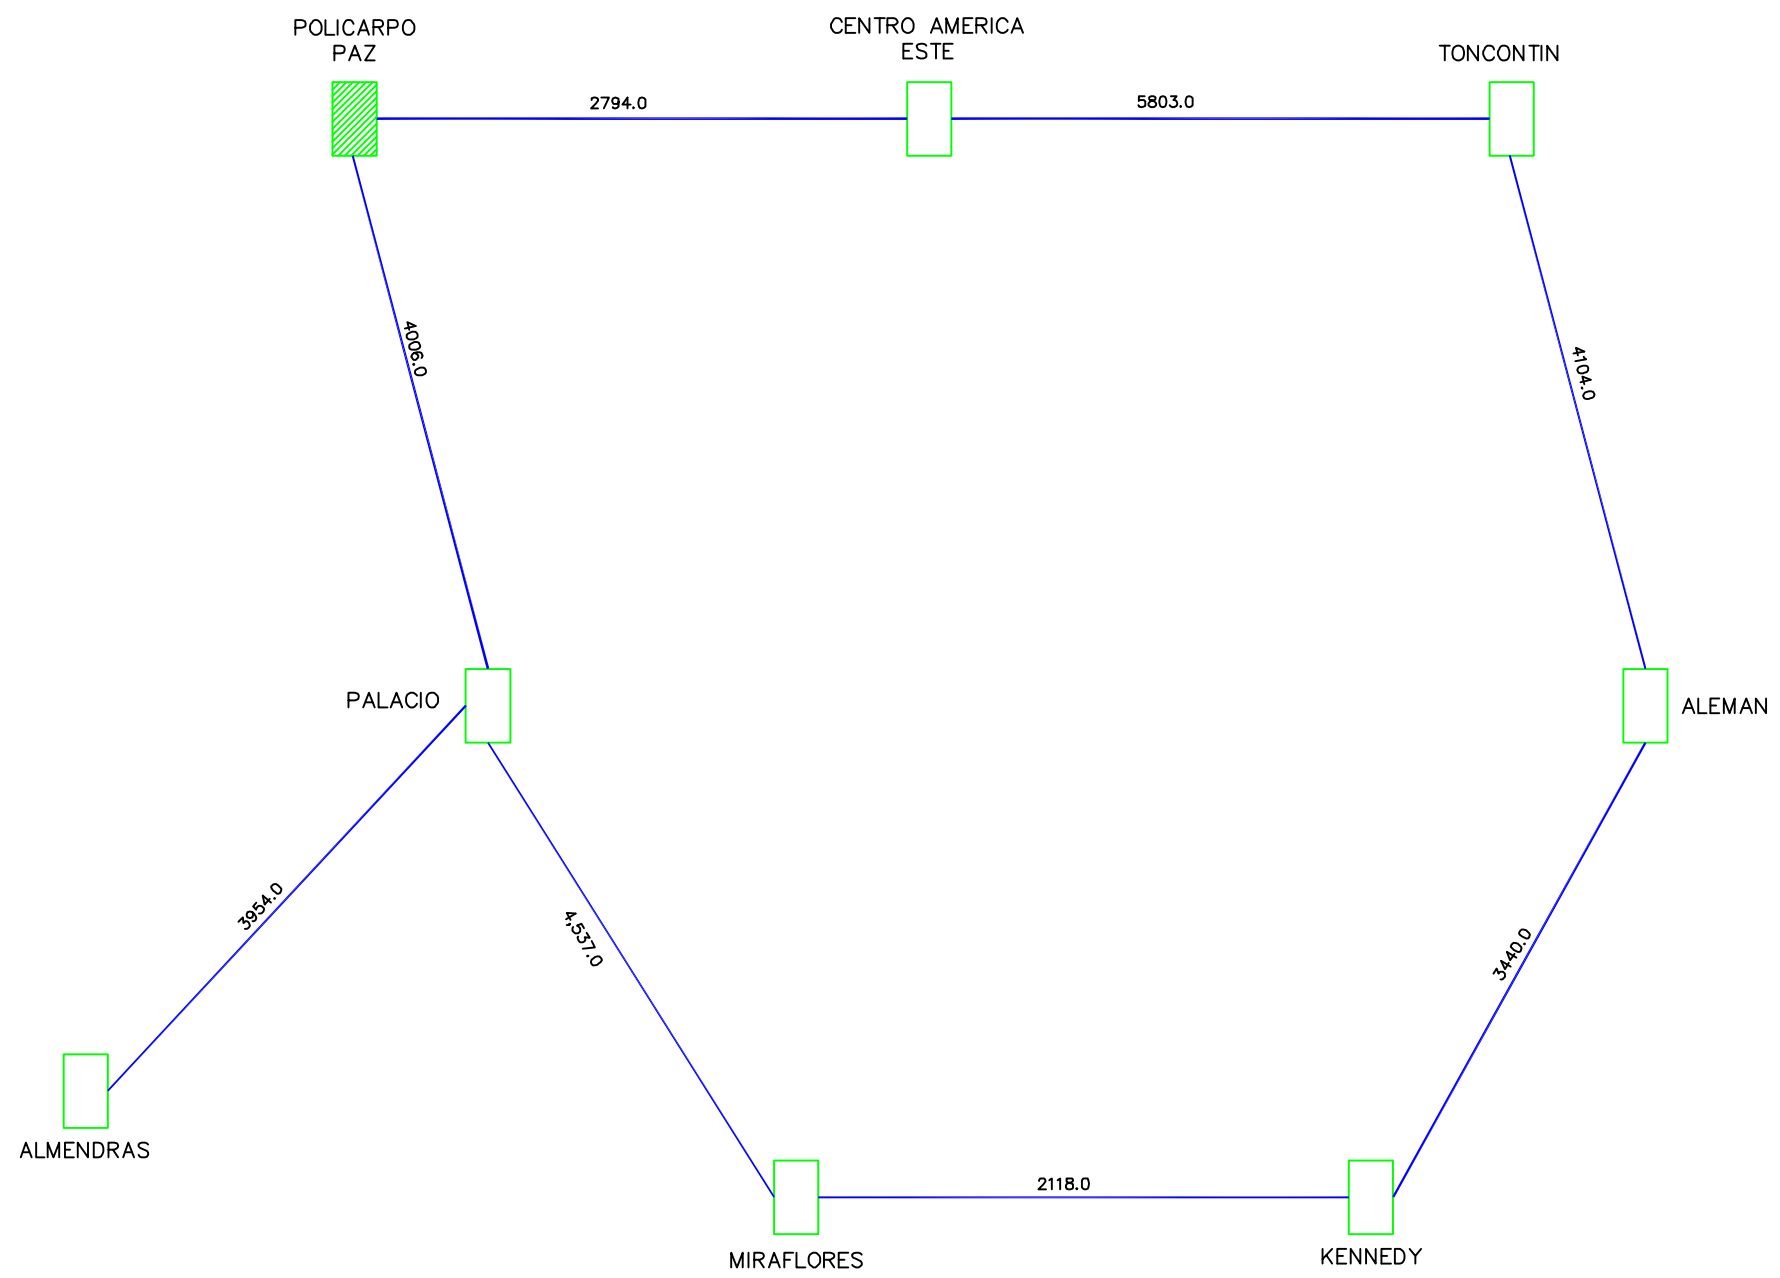 POLICARPO
PAZ
CENTRO AMERICA
ESTE
TONCONTIN
2794.0
5803.0
4006.0
4104.0
PALACIO
ALEMAN
3954.0
4,537.0
3440.0
ALMENDRAS
2118.0
MIRAFLORES
KENNEDY